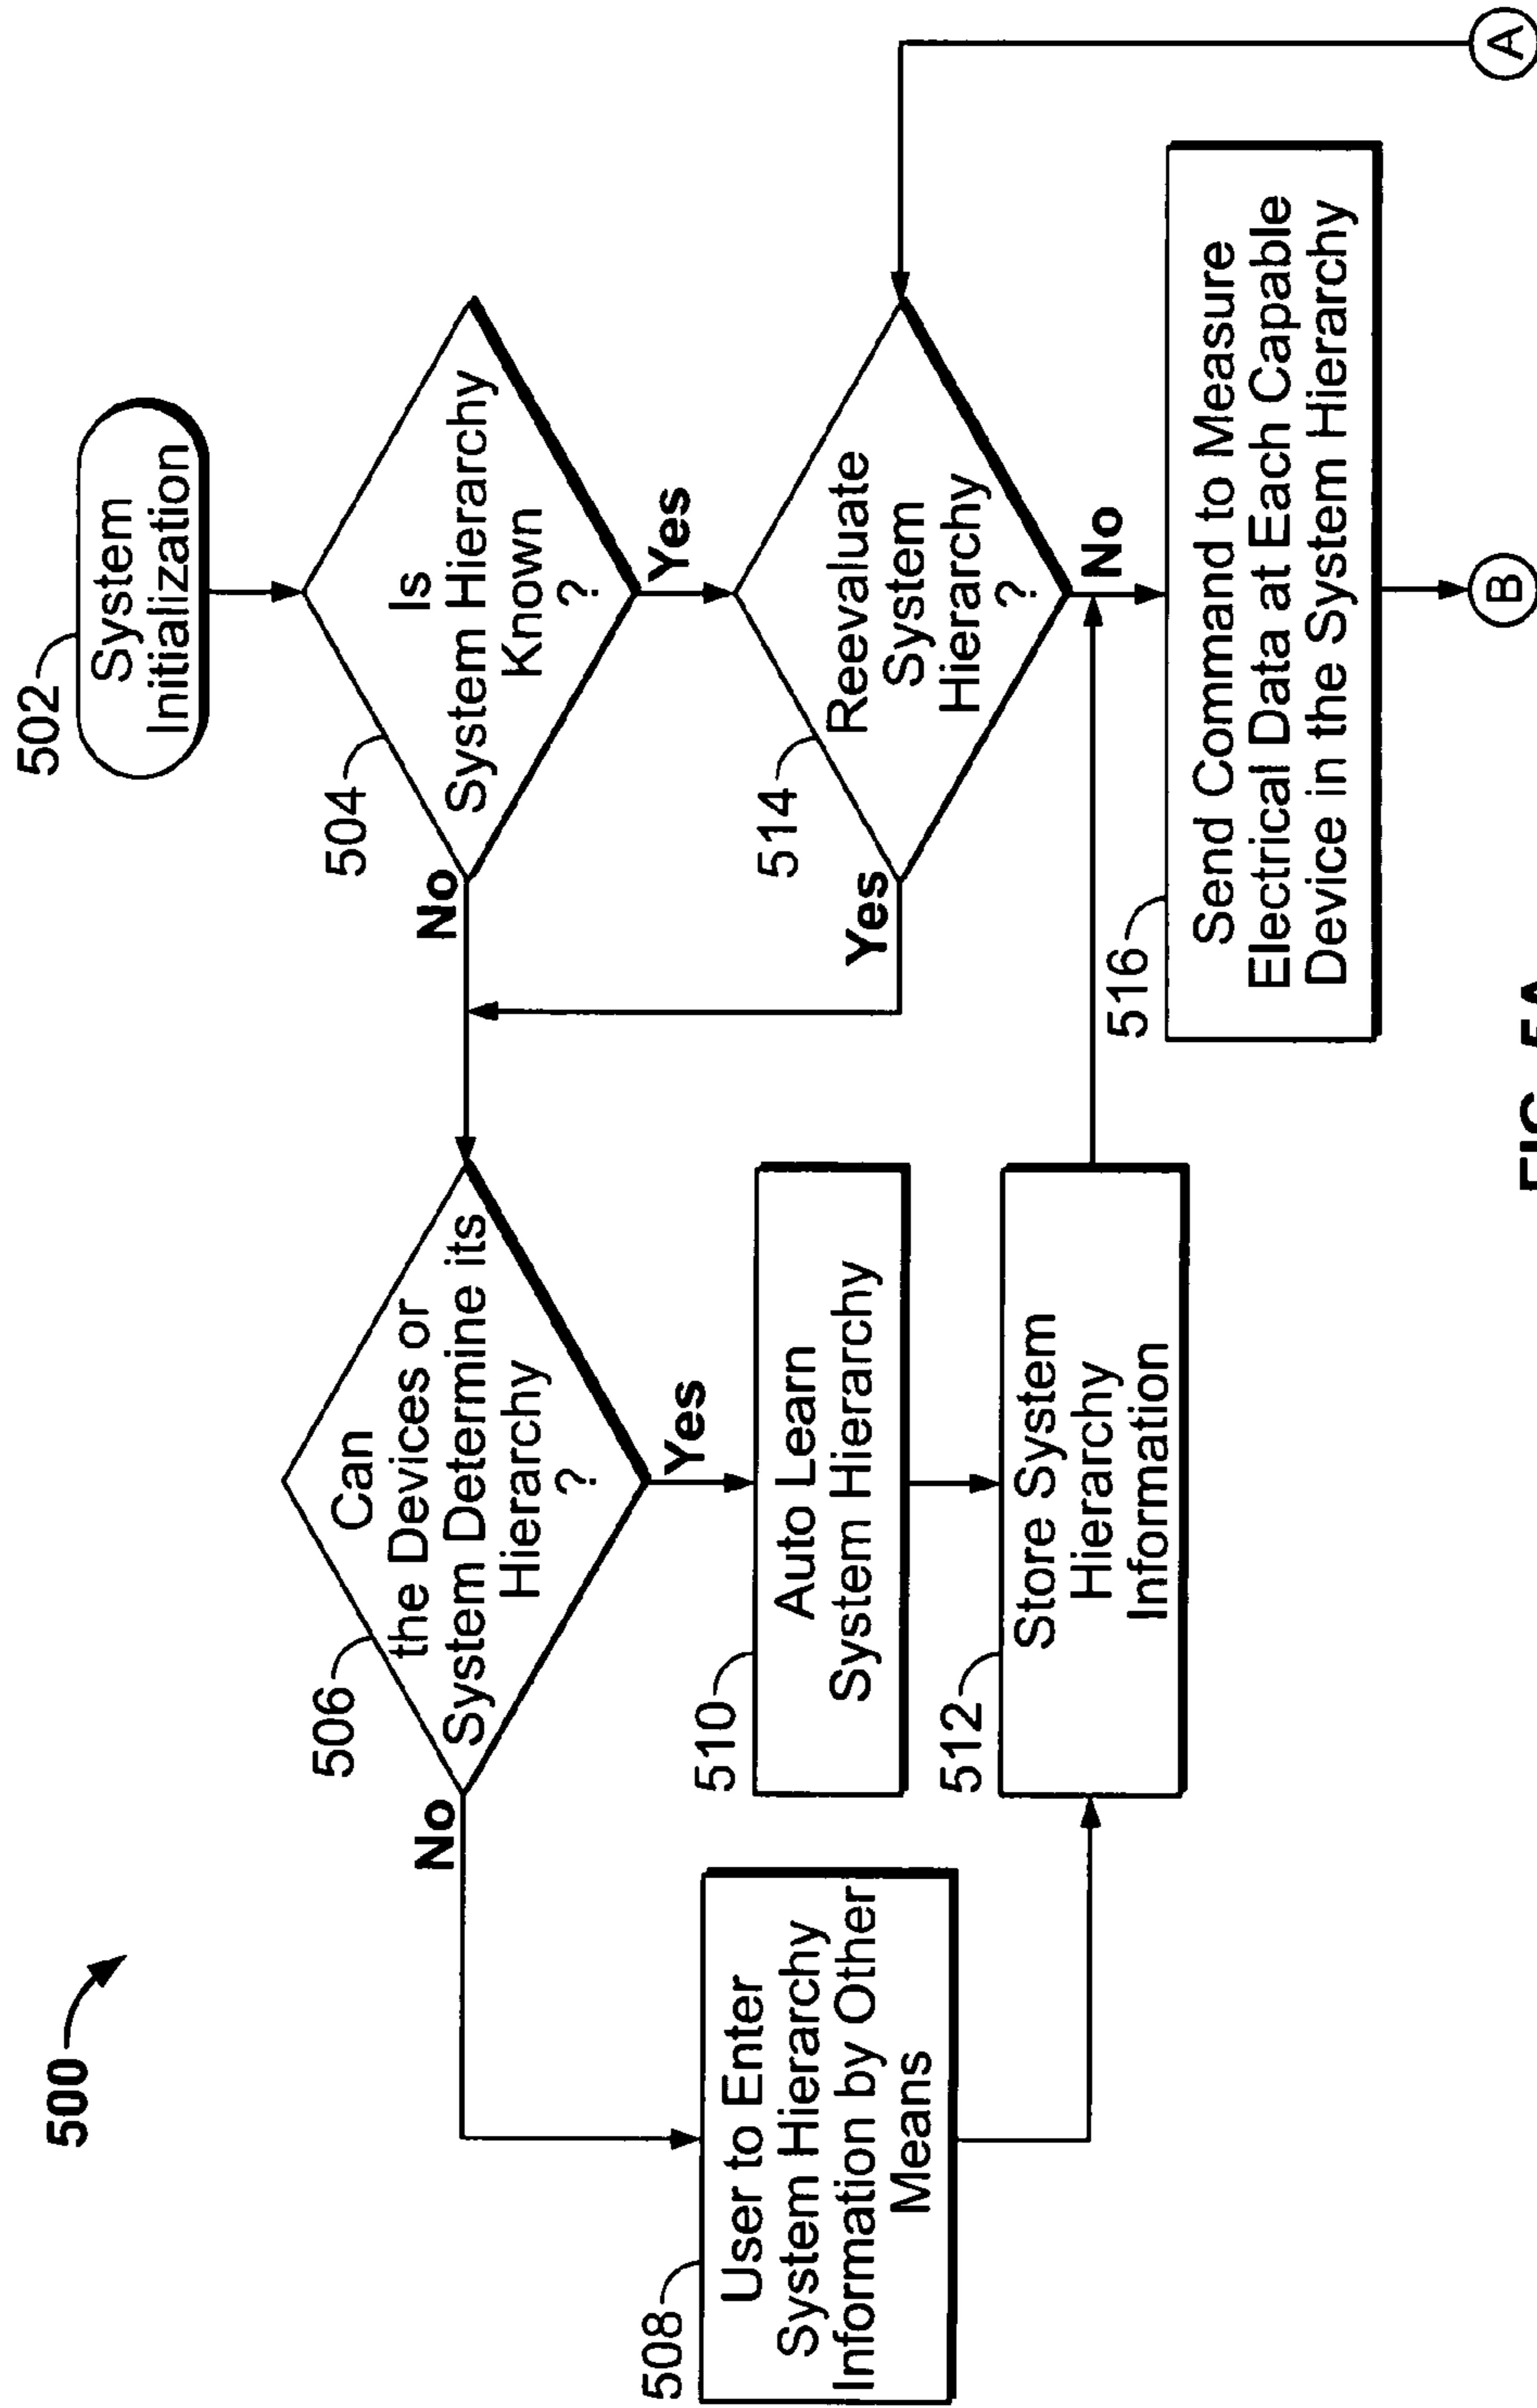 500
502
System
Initialization
504
Is
System Hierarchy
Known
?
No
Yes
506
Can
the Devices or
System Determine its
Hierarchy
?
No
Yes
514
Reevaluate
System
Hierarchy
?
Yes
No
508
User to Enter
System Hierarchy
Information by Other
Means
510
Auto Learn
System Hierarchy
512
Store System
Hierarchy
Information
516
Send Command to Measure
Electrical Data at Each Capable
Device in the System Hierarchy
B
A
FIG. 5A